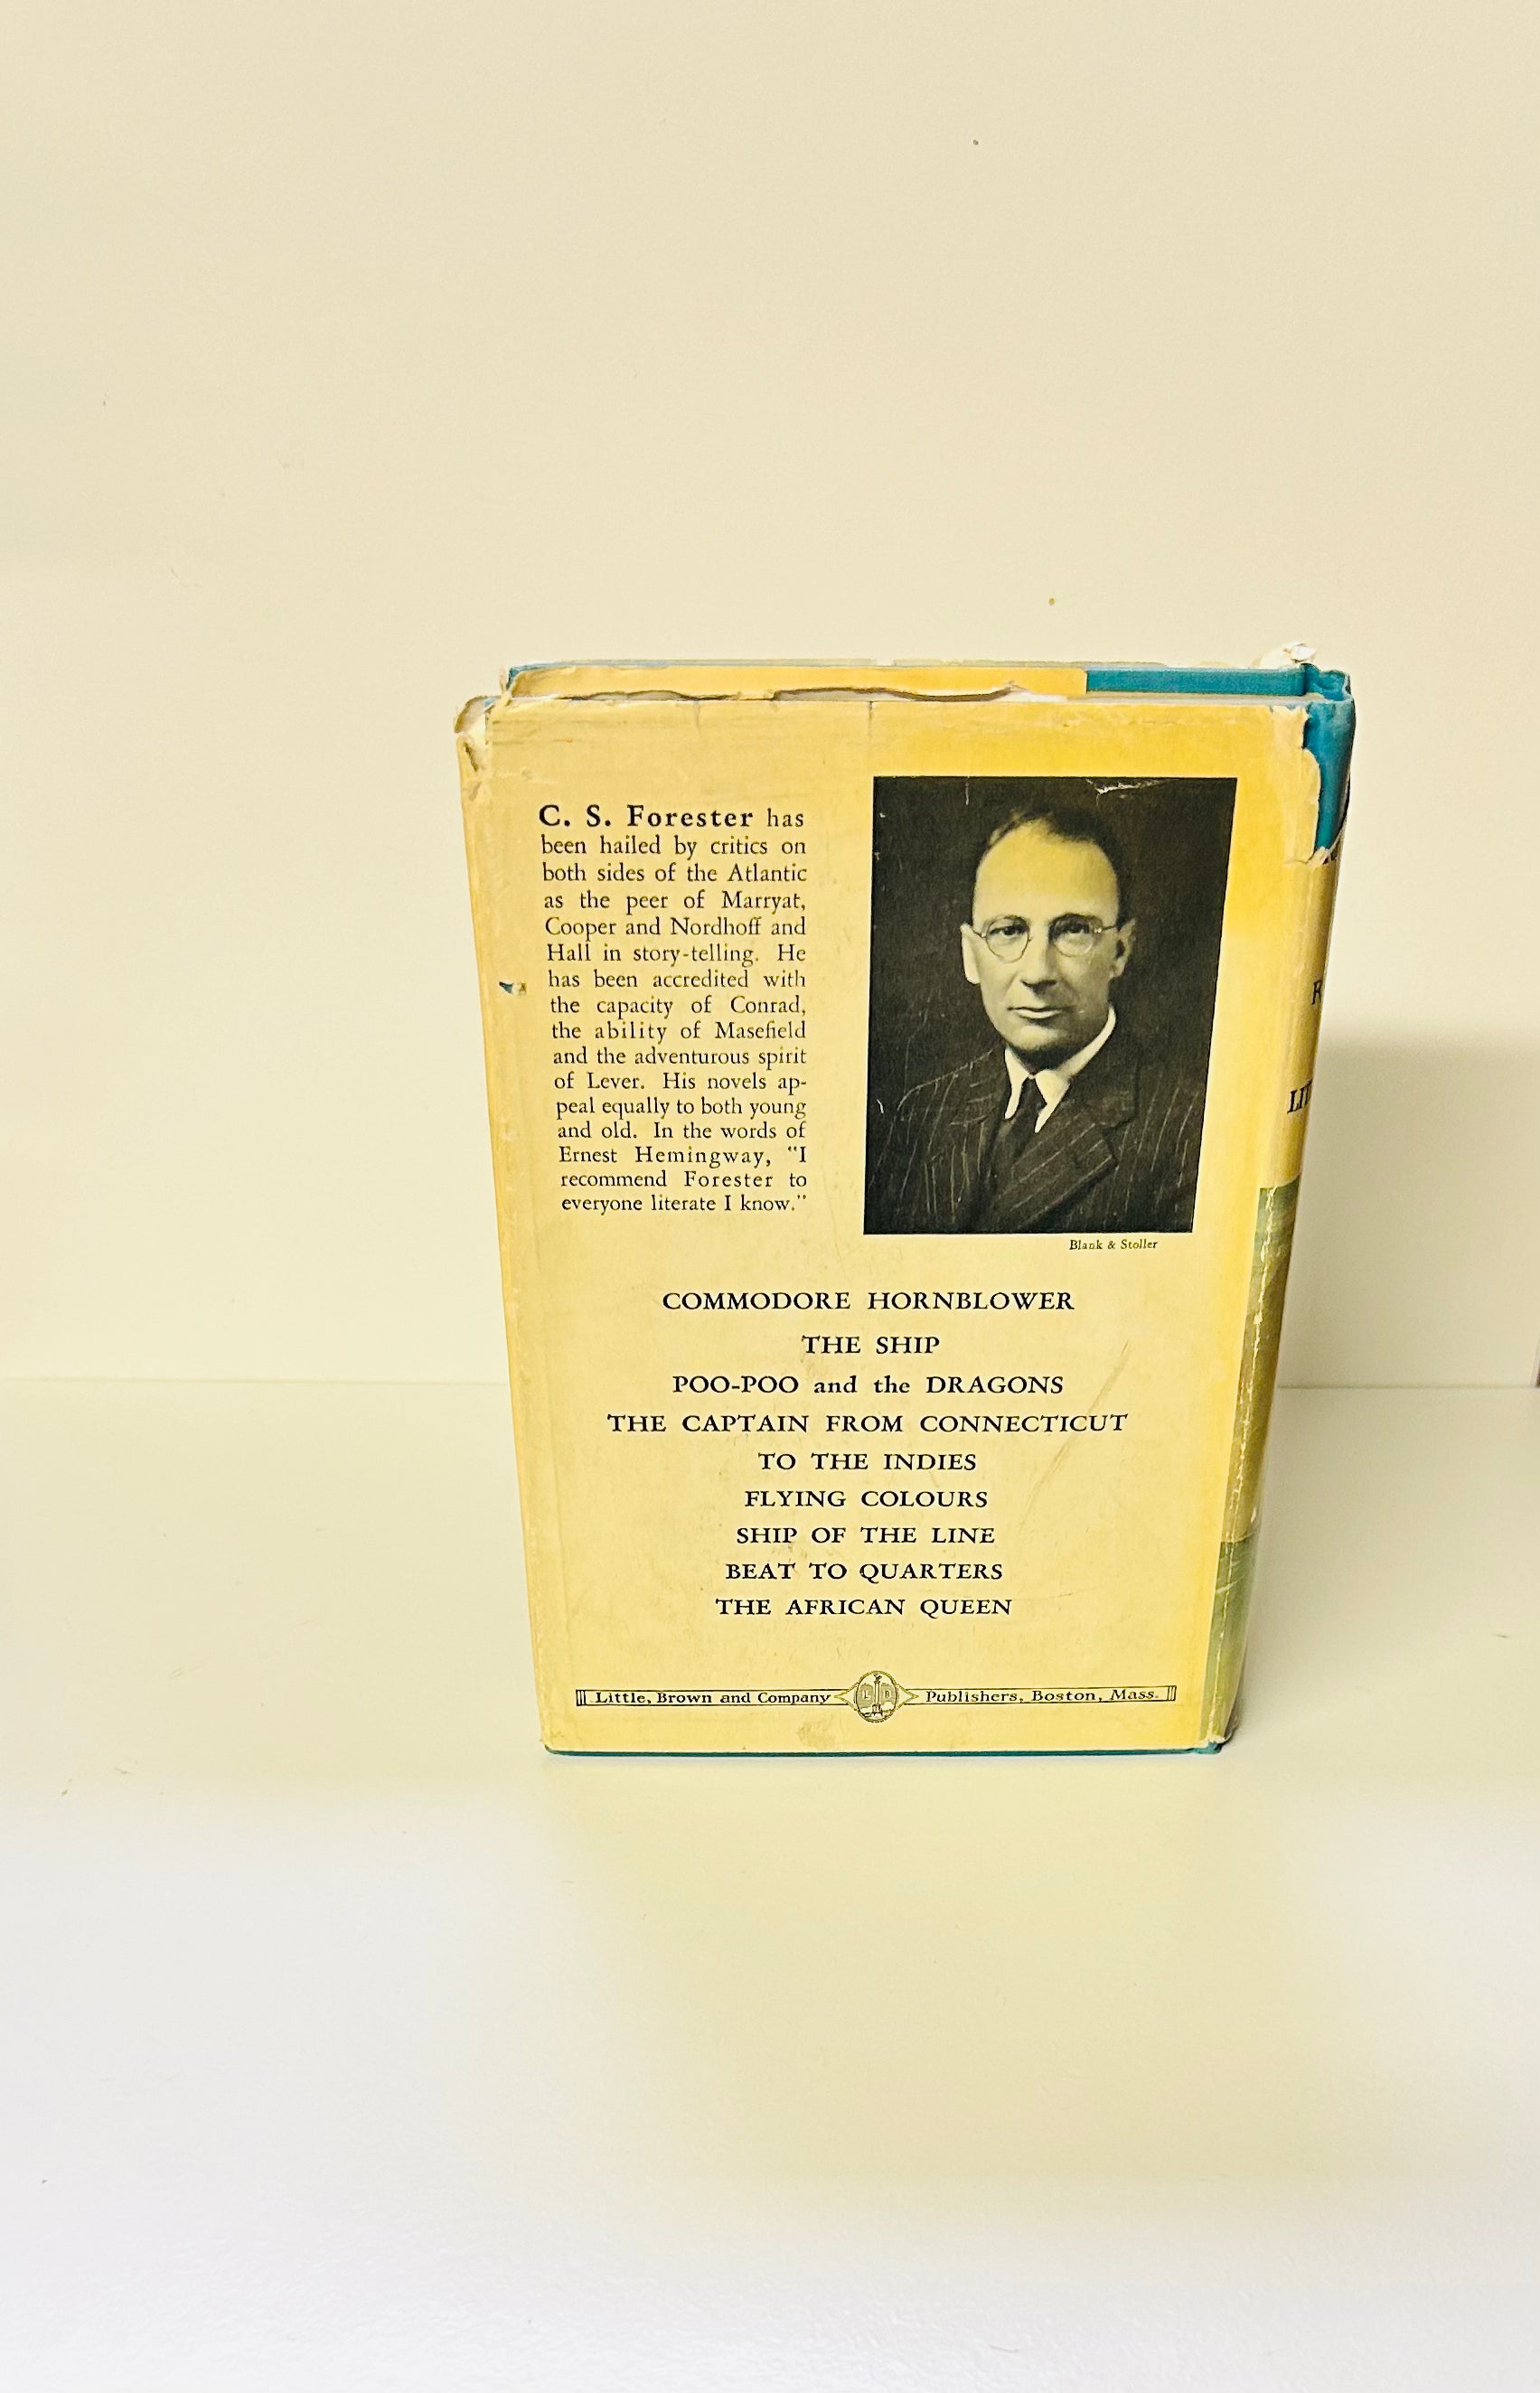 C. S. Forester has
been hailed by critics on
both sides of the Atlantic
as the peer of Marryat,
Cooper and Nordhoff and
Hall in story-telling. He
has been accredited with
the capacity of Conrad,
the ability of Masefield
and the adventurous spirit
of Lever. His novels ap-
peal equally to both young
and old. In the words of
Ernest Hemingway, "I
recommend Forester to
everyone literate I know."
Blank & Stoller
COMMODORE HORNBLOWER
THE SHIP
POO-POO and the DRAGONS
THE CAPTAIN FROM CONNECTICUT
TO THE INDIES
FLYING COLOURS
SHIP OF THE LINE
BEAT TO QUARTERS
THE AFRICAN QUEEN
Little, Brown and Company Publishers, Boston, Mass.